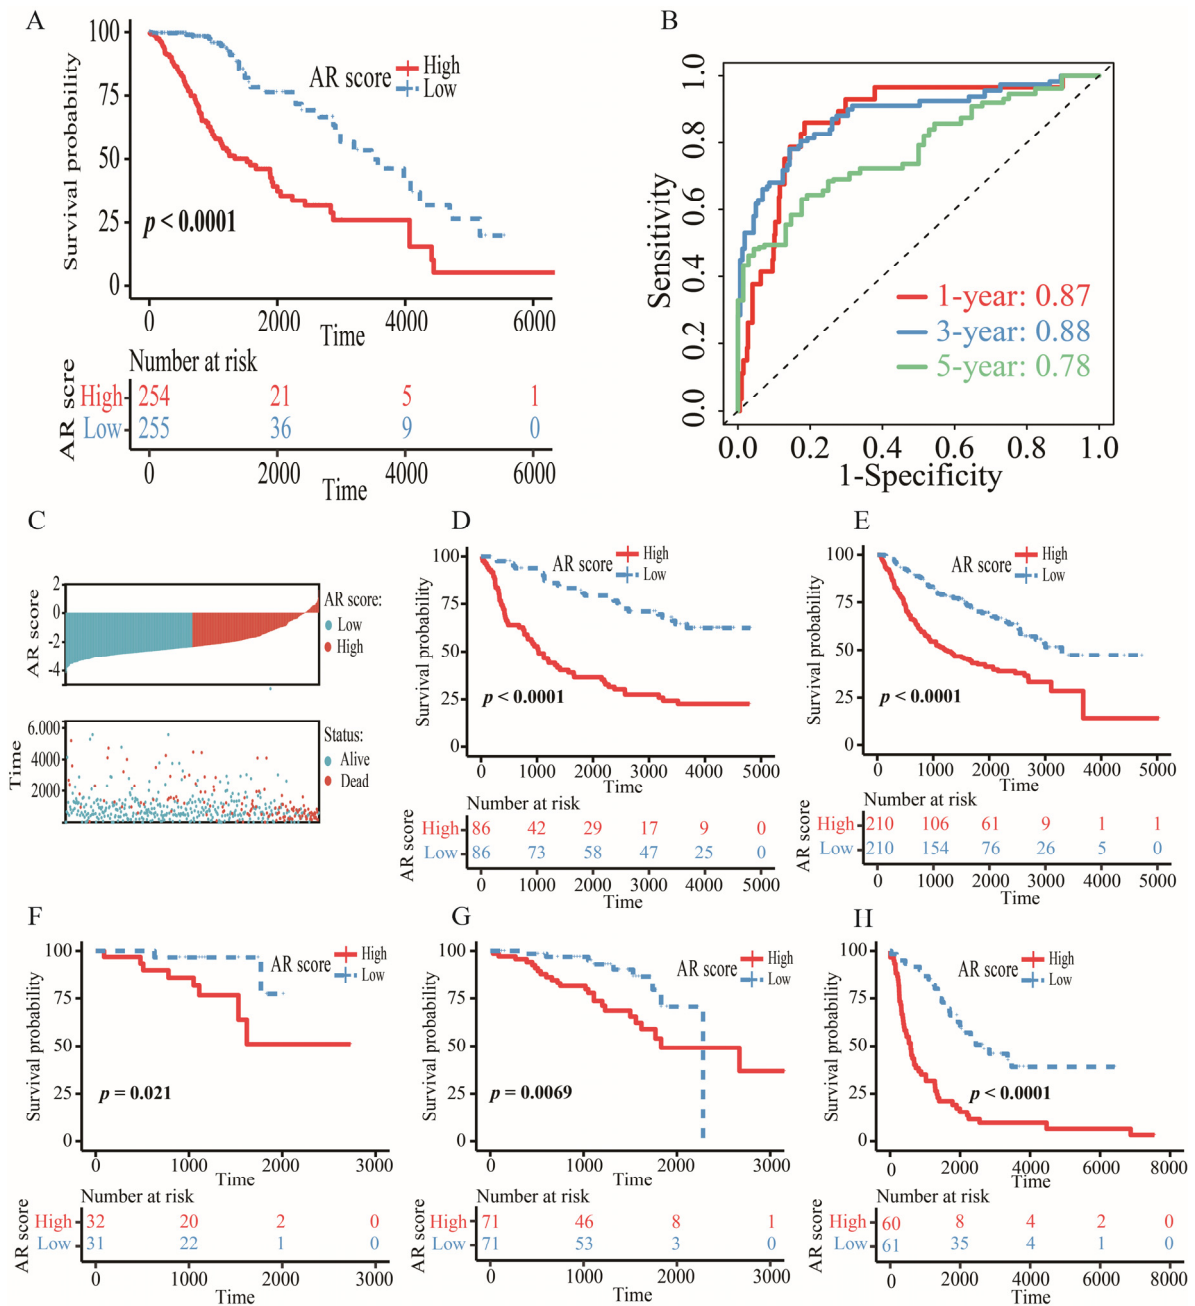 A
Survival probability
100
75
50
25
0
AR score
High
Low
p < 0.0001
0 2000 4000 6000
Time
Number at risk
AR scre
High 254 21 5 1
Low 255 36 9 0
0 2000 4000 6000
Time
B
Sensitivity
1.0
0.8
0.6
0.4
0.2
0.0
1-year: 0.87
3-year: 0.88
5-year: 0.78
0.0 0.2 0.4 0.6 0.8 1.0
1-Specificity
C
AR score
2
0
-2
-4
AR score:
Low
High
Time
6.000
4000
2000
Status:
Alive
Dead
D
Survival probability
100
75
50
25
0
AR score
High
Low
p < 0.0001
0 1000 2000 3000 4000 5000
Timc
Number at risk
AR score
High 86 42 29 17 9 0
Low 86 73 58 47 25 0
0 1000 2000 3000 4000 5000
Time
E
Survival probability
100
75
50
25
0
AR score
High
Low
p < 0.0001
0 1000 2000 3000 4000 5000
Time
Number at risk
AR score
High 210 106 61 9 1 1
Low 210 154 76 26 5 0
0 1000 2000 3000 4000 5000
Time
F
Survival probability
100
75
50
25
0
AR score
High
Low
p = 0.021
0 1000 2000 3000
Time
Number at risk
AR score
High 32 20 2 0
Low 31 22 1 0
0 1000 2000 3000
Time
G
Survival probability
100
75
50
25
0
AR score
High
Low
p = 0.0069
0 1000 2000 3000
Time
Number at risk
AR score
High 71 46 8 1
Low 71 53 3 0
0 1000 2000 3000
Time
H
Survival probability
100
75
50
25
0
AR score
High
Low
p < 0.0001
0 2000 4000 6000 8000
Time
Number at risk
AR score
High 60 8 4 2 0
Low 61 35 4 1 0
0 2000 4000 6000 8000
Time